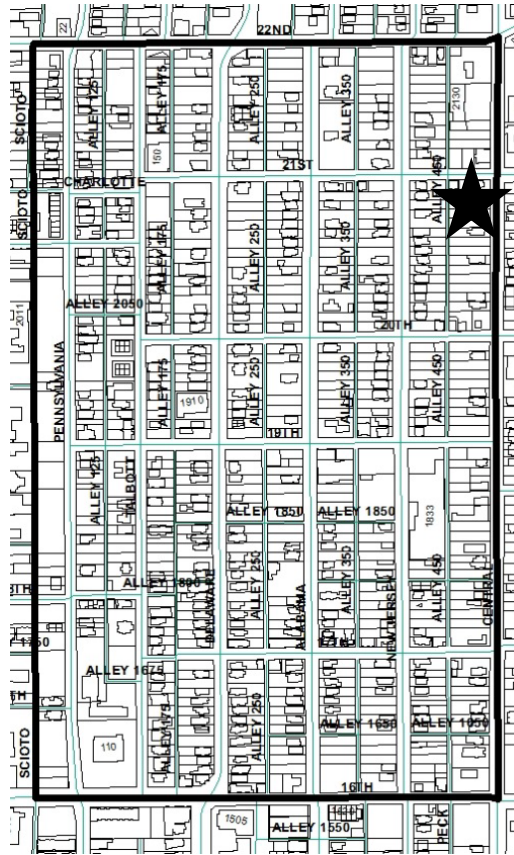 22ND
22
SCIOTO
ALLEY 125
ALLEY 175
ALLEY 250
ALLEY 350
2130
150
21ST
CHARLOTTE
ALLEY 450
SCIOTO
ALLEY 175
ALLEY 250
ALLEY 350
ALLEY 2050
2011
20TH
PENNSYLVANIA
ALLEY 175
1910
ALLEY 250
ALLEY 350
ALLEY 450
19TH
ALLEY 125
TALBOTT
ALLEY 1850
ALLEY 1850
1833
DELAWARE
ALLEY 250
ALABAMA
ALLEY 350
NEW JERSEY
ALLEY 450
CENTRAL
ALLEY 1675
SCIOTO
110
ALLEY 175
ALLEY 250
16TH
1505
ALLEY 1550
PECK